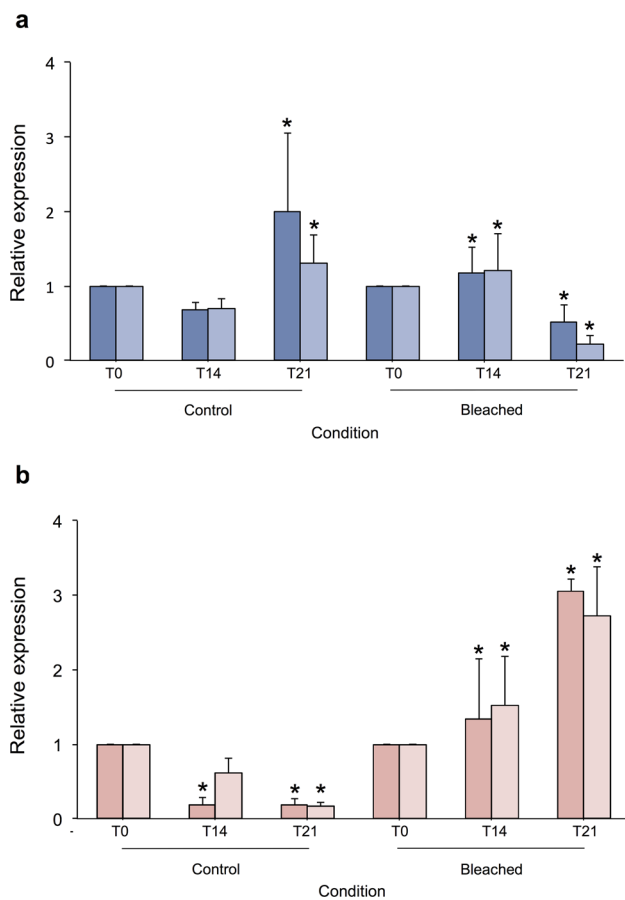 a
4
3
2
1
0
Relative expression
* * * * * *
T0 T14 T21 T0 T14 T21
Control Bleached
Condition
b
4
3
2
1
0
Relative expression
* * * * * * *
- T0 T14 T21 T0 T14 T21
Control Bleached
Condition